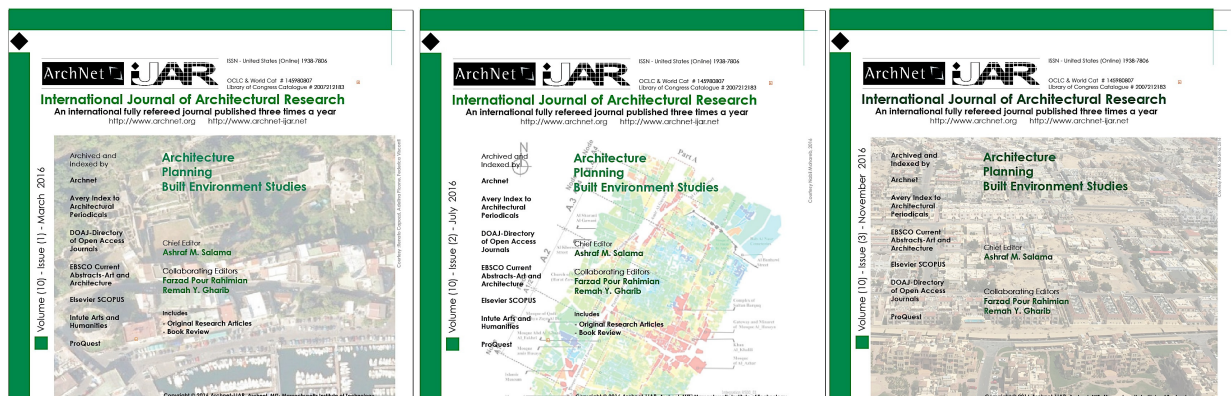 ISSN - United States (Online) 1938-7806
ArchNet
iJAR
OCLC & World Cat # 145980807
Library of Congress Catalogue # 2007212183
International Journal of Architectural Research
An international fully refereed journal published three times a year
http://www.archnet.org http://www.archnet-ijar.net
Volume (10) - Issue (1) - March 2016
Archived and
Indexed by
Archnet
Avery Index to
Architectural
Periodicals
DOAJ-Directory
of Open Access
Journals
EBSCO Current
Abstracts-Art and
Architecture
Elsevier SCOPUS
Intute Arts and
Humanities
ProQuest
Architecture
Planning
Built Environment Studies
Chief Editor
Ashraf M. Salama
Collaborating Editors
Farzad Pour Rahimian
Remah Y. Gharib
Includes
- Original Research Articles
- Book Review
ISSN - United States (Online) 1938-7806
ArchNet
iJAR
OCLC & World Cat # 145980807
Library of Congress Catalogue # 2007212183
International Journal of Architectural Research
An international fully refereed journal published three times a year
http://www.archnet.org http://www.archnet-ijar.net
Volume (10) - Issue (2) - July 2016
Archived and
Indexed by
Archnet
Avery Index to
Architectural
Periodicals
DOAJ-Directory
of Open Access
Journals
EBSCO Current
Abstracts-Art and
Architecture
Elsevier SCOPUS
Intute Arts and
Humanities
ProQuest
N
Part A
A.3
A.2
Architecture
Planning
Built Environment Studies
Chief Editor
Ashraf M. Salama
Collaborating Editors
Farzad Pour Rahimian
Remah Y. Gharib
Includes
- Original Research Articles
- Book Review
ISSN - United States (Online) 1938-7806
ArchNet
iJAR
OCLC & World Cat # 145980807
Library of Congress Catalogue # 2007212183
International Journal of Architectural Research
An international fully refereed journal published three times a year
http://www.archnet.org http://www.archnet-ijar.net
Volume (10) - Issue (3) - November 2016
Archived and
Indexed by
Archnet
Avery Index to
Architectural
Periodicals
EBSCO Current
Abstracts-Art and
Architecture
Elsevier SCOPUS
DOAJ-Directory
of Open Access
Journals
ProQuest
Architecture
Planning
Built Environment Studies
Chief Editor
Ashraf M. Salama
Collaborating Editors
Farzad Pour Rahimian
Remah Y. Gharib